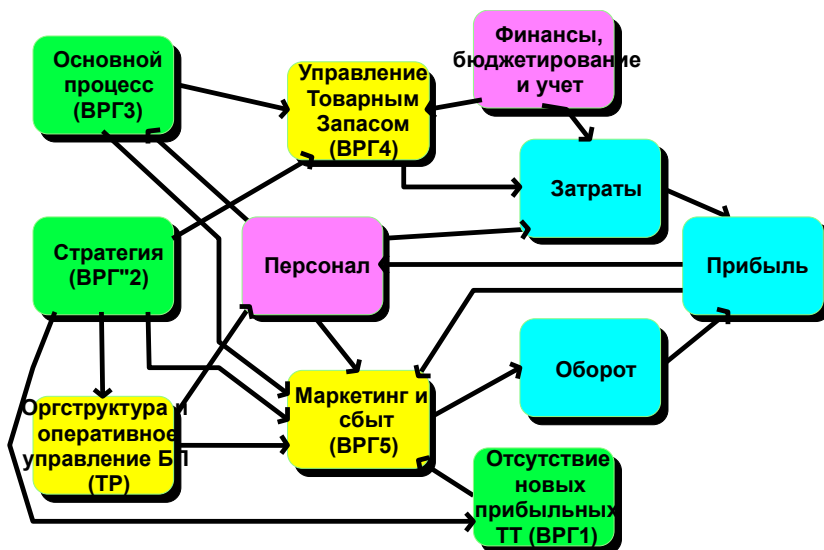 Основной
процесс
(ВРГ3)
Управление
Товарным
Запасом
(ВРГ4)
Финансы,
бюджетирование
и учет
Затраты
Стратегия
(ВРГ"2)
Персонал
Прибыль
Оборот
Оргструктура и
оперативное
управление БП
(ТР)
Маркетинг и
сбыт
(ВРГ5)
Отсутствие
новых
прибыльных
ТТ (ВРГ1)